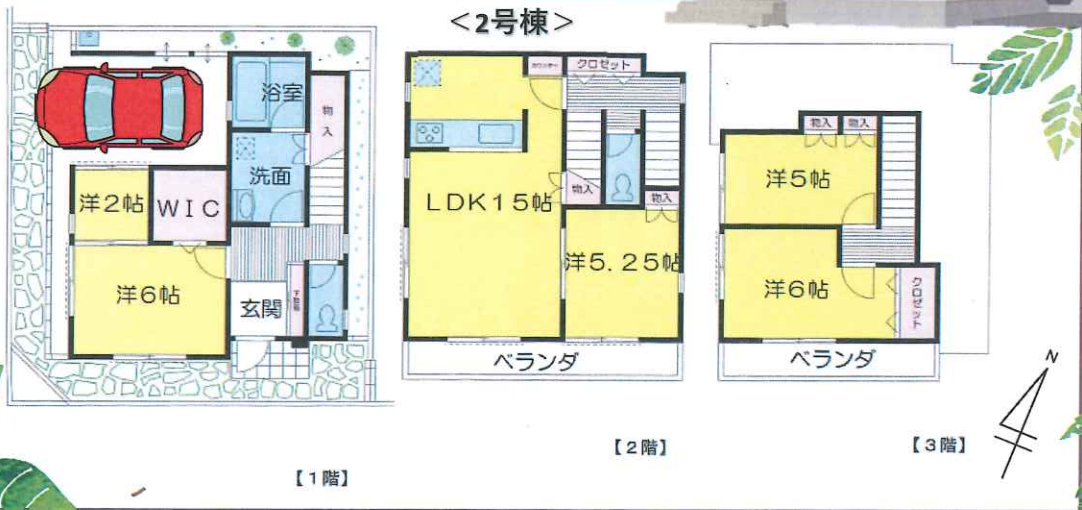 <2号棟>
浴室
物入
洗面
洋2帖
WIC
洋6帖
玄関
下駄箱
【1階】
カウンター
クロゼット
LDK15帖
物入
物入
洋5.25帖
ベランダ
【2階】
物入
物入
洋5帖
洋6帖
クロゼット
ベランダ
【3階】
N